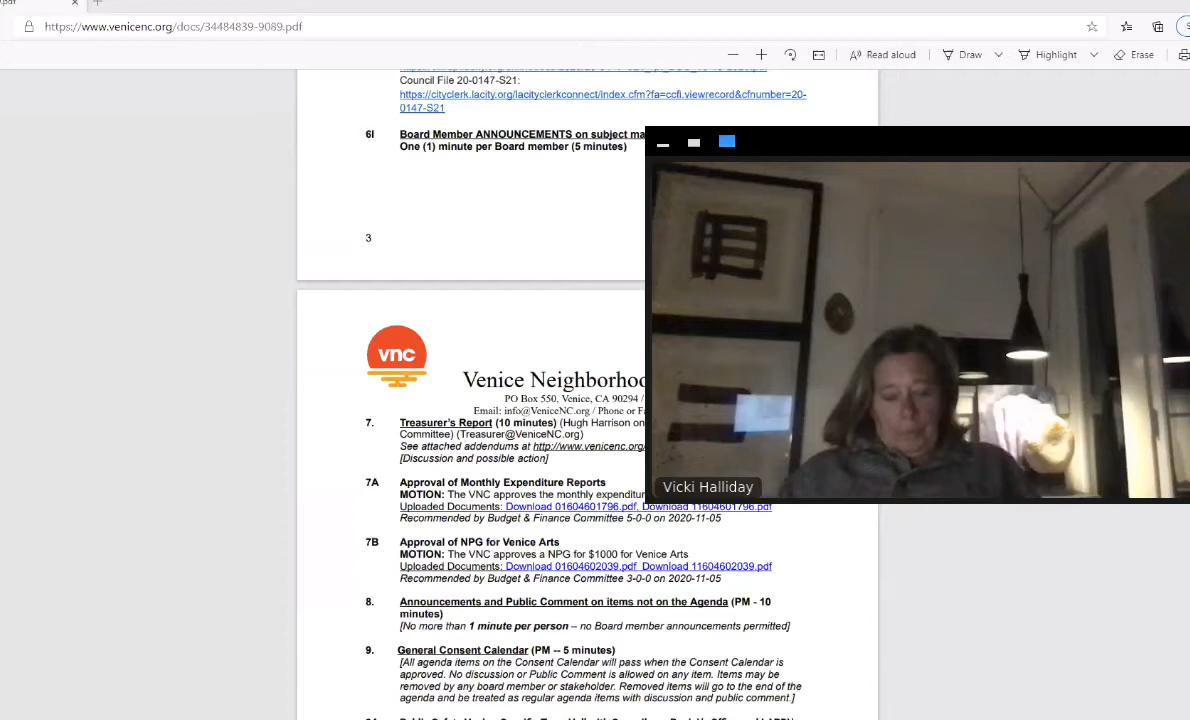 .pdf
https://www.venicenc.org/docs/34484839-9089.pdf
Read aloud
Draw
Highlight
Erase
Council File 20-0147-S21:
https://cityclerk.lacity.org/lacityclerkconnect/index.cfm?fa=ccfi.viewrecord&cfnumber=20-
0147-S21
6I Board Member ANNOUNCEMENTS on subject ma
One (1) minute per Board member (5 minutes)
3
vnc
Venice Neighborhoo
PO Box 550, Venice, CA 90294 /
Email: info@VeniceNC.org / Phone or Fa
7. Treasurer's Report (10 minutes) (Hugh Harrison on
Committee) (Treasurer@VeniceNC.org)
See attached addendums at http://www.venicenc.org/
[Discussion and possible action]
7A Approval of Monthly Expenditure Reports
MOTION: The VNC approves the monthly expenditur
Uploaded Documents: Download 01604601796.pdf, Download 11604601796.pdf
Recommended by Budget & Finance Committee 5-0-0 on 2020-11-05
7B Approval of NPG for Venice Arts
MOTION: The VNC approves a NPG for $1000 for Venice Arts
Uploaded Documents: Download 01604602039.pdf Download 11604602039.pdf
Recommended by Budget & Finance Committee 3-0-0 on 2020-11-05
8. Announcements and Public Comment on items not on the Agenda (PM - 10
minutes)
[No more than 1 minute per person – no Board member announcements permitted]
9. General Consent Calendar (PM -- 5 minutes)
[All agenda items on the Consent Calendar will pass when the Consent Calendar is
approved. No discussion or Public Comment is allowed on any item. Items may be
removed by any board member or stakeholder. Removed items will go to the end of the
agenda and be treated as regular agenda items with discussion and public comment.]
Vicki Halliday